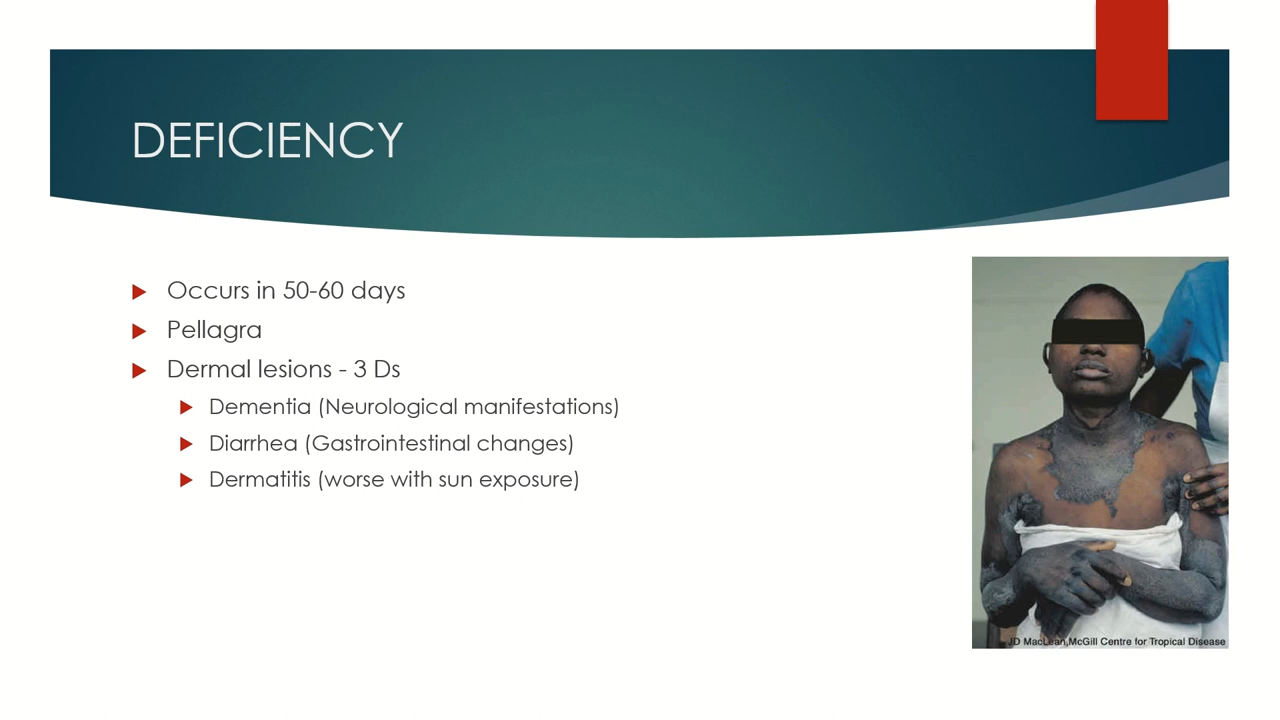 DEFICIENCY
Occurs in 50-60 days
Pellagra
Dermal lesions - 3 Ds
Dementia (Neurological manifestations)
Diarrhea (Gastrointestinal changes)
Dermatitis (worse with sun exposure)
JD MacLean,McGill Centre for Tropical Disease